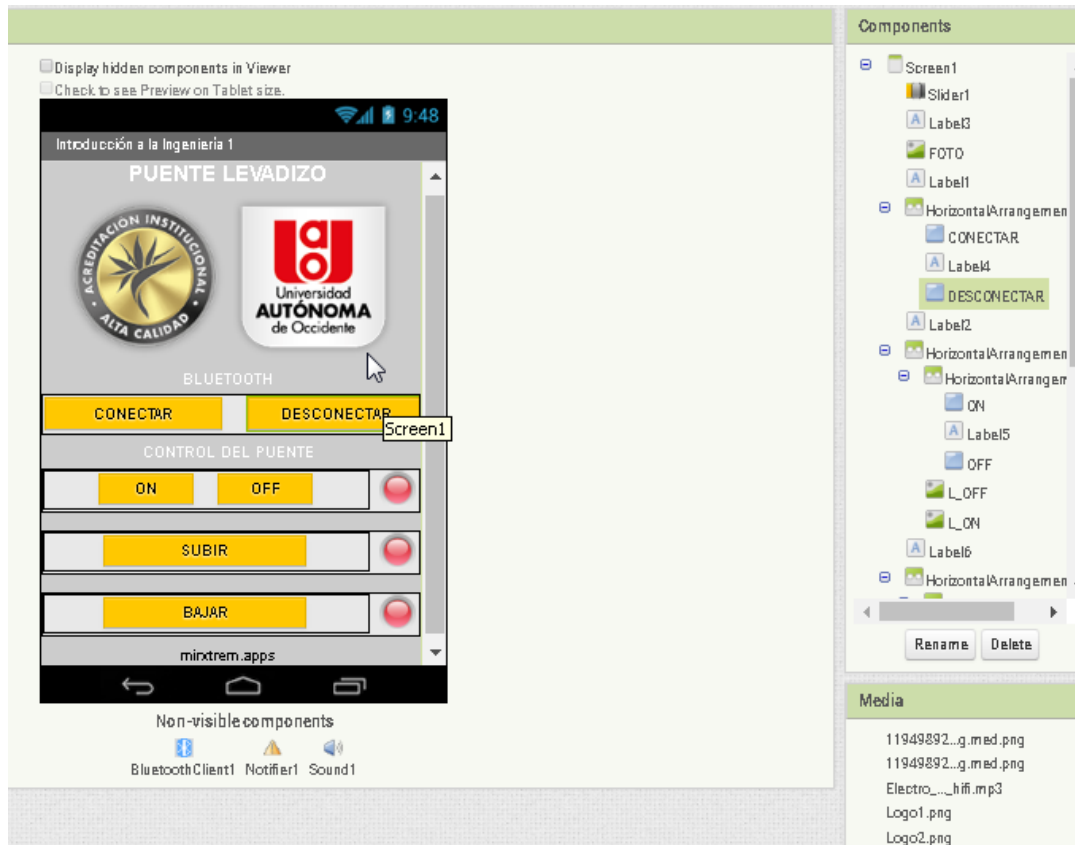 Components
Display hidden components in Viewer
Check to see Preview on Tablet size.
9:48
Introducción a la Ingeniería 1
PUENTE LEVADIZO
ACREDITACIÓN INSTITUCIONAL
ALTA CALIDAD
Universidad
AUTÓNOMA
de Occidente
BLUETOOTH
CONECTAR
DESCONECTAR
Screen1
CONTROL DEL PUENTE
ON
OFF
SUBIR
BAJAR
mirxtrem.apps
Non-visible components
BluetoothClient1 Notifier1 Sound1
Screen1
Slider1
Label3
FOTO
Label1
HorizontalArrangemen
CONECTAR
Label4
DESCONECTAR
Label2
HorizontalArrangemen
HorizontalArrangem
ON
Label5
OFF
L_OFF
L_ON
Label6
HorizontalArrangemen
Rename Delete
Media
11949892...g.med.png
11949892...g.med.png
Electro_..._hifi.mp3
Logo1.png
Logo2.png